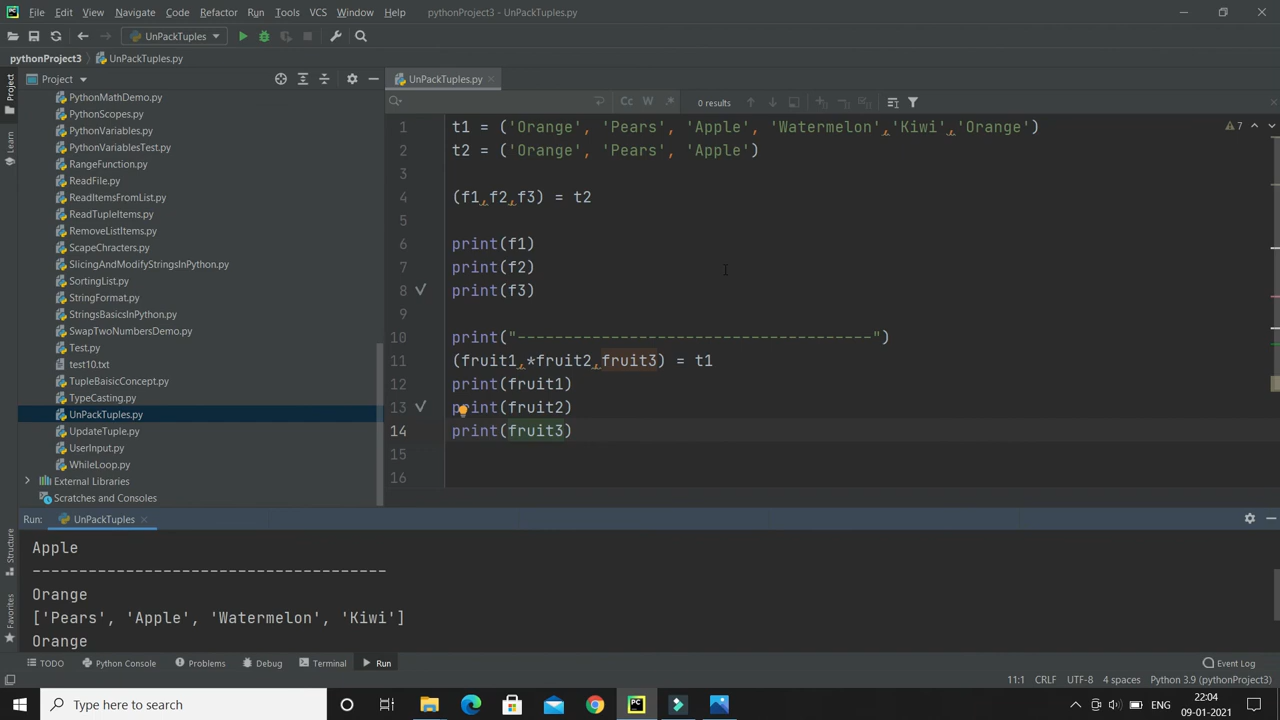 File Edit View Navigate Code Refactor Run Tools VCS Window Help pythonProject3 - UnPackTuples.py
UnPackTuples
pythonProject3 UnPackTuples.py
Project UnPackTuples.py
Cc W .* 0 results
Project
Learn
Structure
Favorites
PythonMathDemo.py
PythonScopes.py
PythonVariables.py
PythonVariablesTest.py
RangeFunction.py
ReadFile.py
ReadItemsFromList.py
ReadTupleItems.py
RemoveListItems.py
ScapeChracters.py
SlicingAndModifyStringsInPython.py
SortingList.py
StringFormat.py
StringsBasicsInPython.py
SwapTwoNumbersDemo.py
Test.py
test10.txt
TupleBaisicConcept.py
TypeCasting.py
UnPackTuples.py
UpdateTuple.py
UserInput.py
WhileLoop.py
External Libraries
Scratches and Consoles
1 t1 = ('Orange', 'Pears', 'Apple', 'Watermelon','Kiwi','Orange') 7
2 t2 = ('Orange', 'Pears', 'Apple')
3
4 (f1,f2,f3) = t2
5
6 print(f1)
7 print(f2)
8 print(f3)
9
10 print("--------------------------------------")
11 (fruit1,*fruit2,fruit3) = t1
12 print(fruit1)
13 print(fruit2)
14 print(fruit3)
15
16
Run: UnPackTuples
Apple
--------------------------------------
Orange
['Pears', 'Apple', 'Watermelon', 'Kiwi']
Orange
TODO Python Console Problems Debug Terminal Run Event Log
11:1 CRLF UTF-8 4 spaces Python 3.9 (pythonProject3)
Type here to search
PC
ENG
22:04
09-01-2021